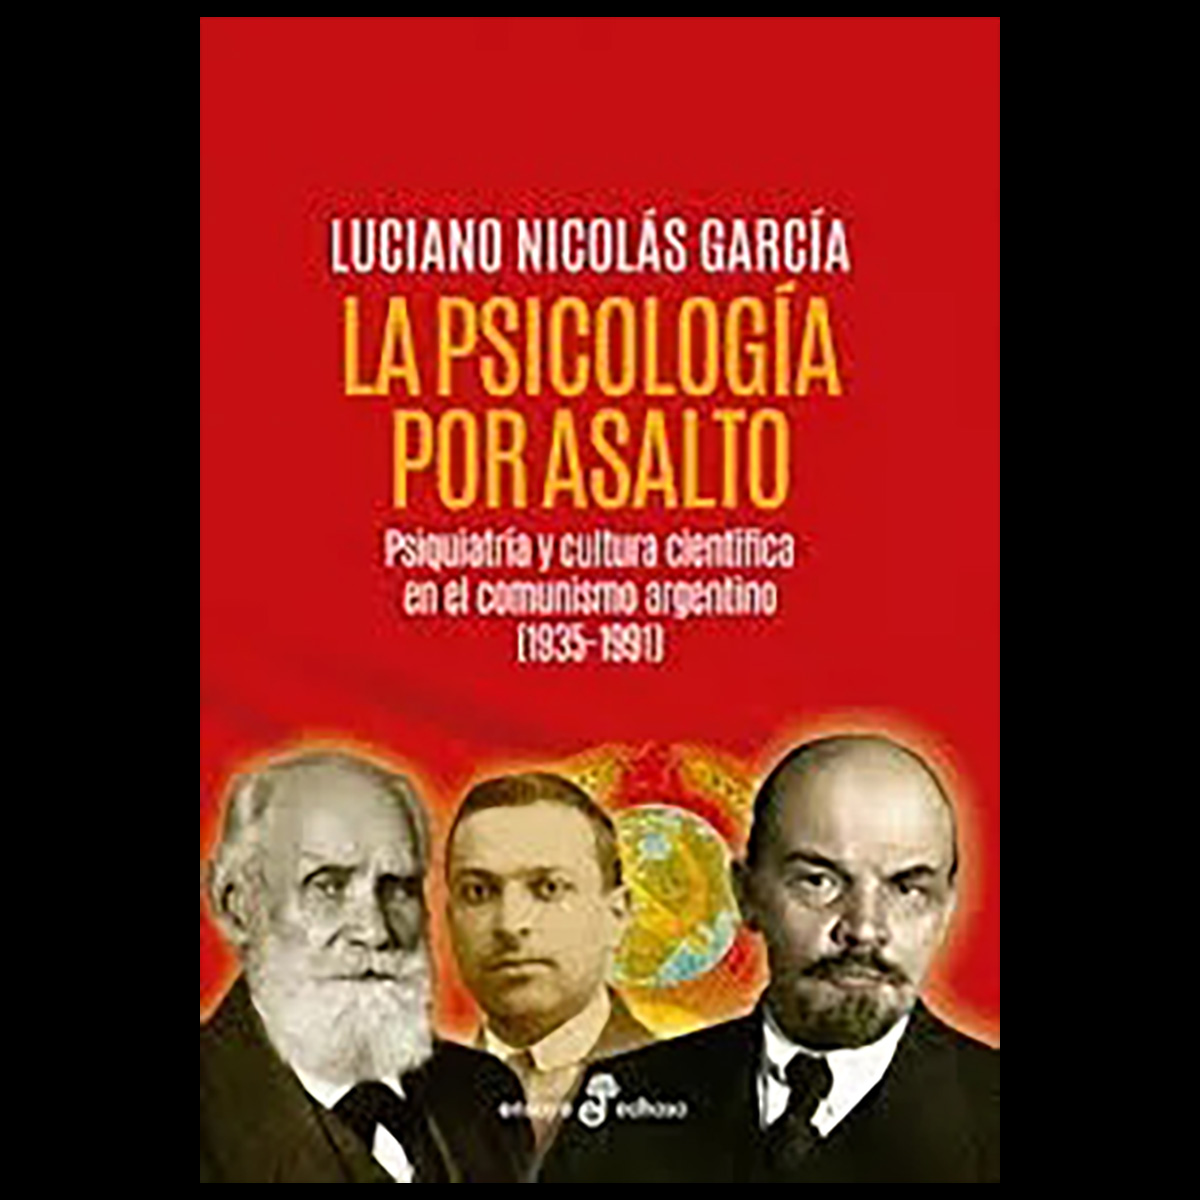 LUCIANO NICOLÁS GARCÍA
LA PSICOLOGÍA
POR ASALTO
Psiquiatría y cultura científica
en el comunismo argentino
(1935-1991)
ensayo edhasa